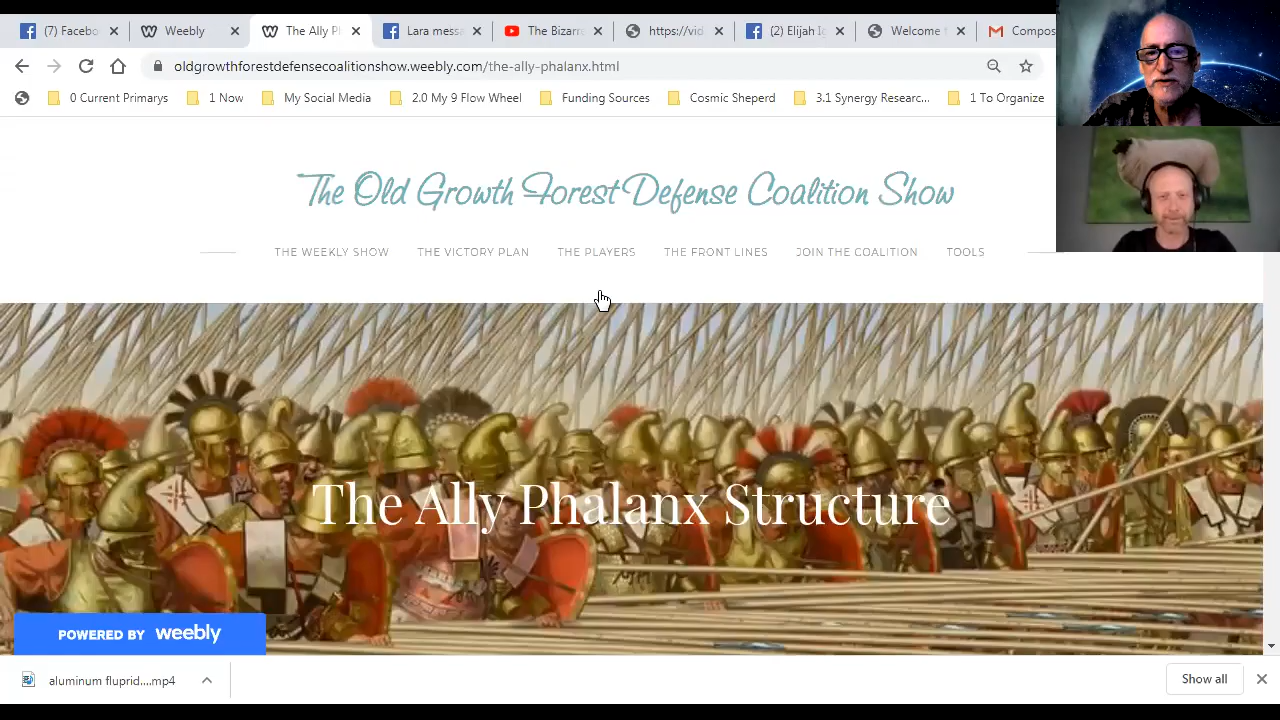 (7) Facebo
Weebly
The Ally P
Lara mess
The Bizarr
https://vid
(2) Elijah I
Welcome
Compos
oldgrowthforestdefensecoalitionshow.weebly.com/the-ally-phalanx.html
0 Current Primarys
1 Now
My Social Media
2.0 My 9 Flow Wheel
Funding Sources
Cosmic Sheperd
3.1 Synergy Researc...
1 To Organize
The Old Growth Forest Defense Coalition Show
THE WEEKLY SHOW
THE VICTORY PLAN
THE PLAYERS
THE FRONT LINES
JOIN THE COALITION
TOOLS
The Ally Phalanx Structure
POWERED BY weebly
aluminum fluprid....mp4
Show all